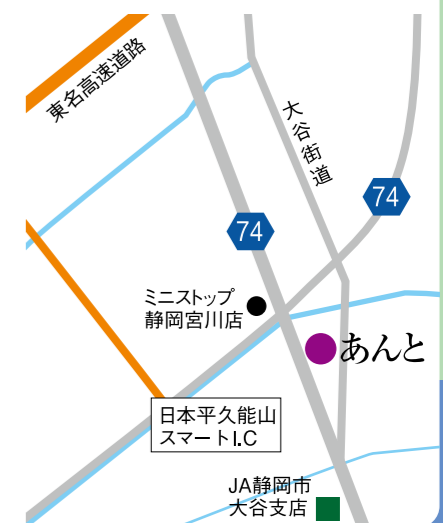 東名高速道路
大谷街道
74
74
ミニストップ
静岡宮川店
あんと
日本平久能山
スマートI.C
JA静岡市
大谷支店